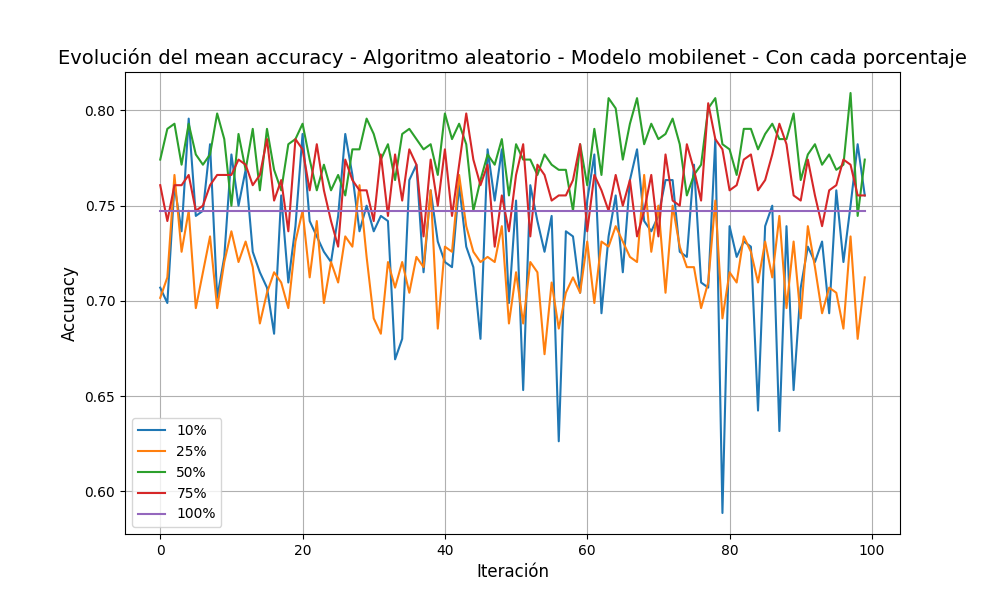 Evolución del mean accuracy - Algoritmo aleatorio - Modelo mobilenet - Con cada porcentaje
Accuracy
0.80
0.75
0.70
0.65
0.60
10%
25%
50%
75%
100%
0 20 40 60 80 100
Iteración